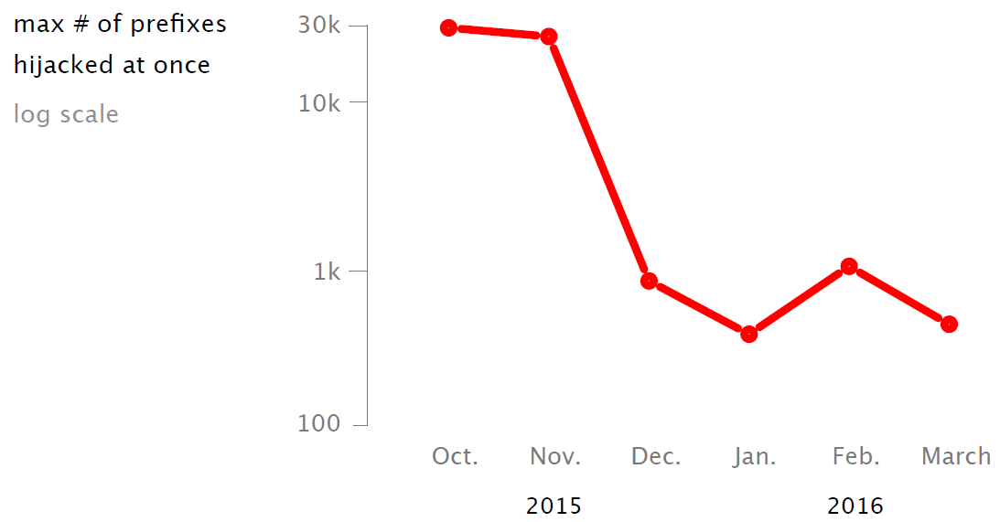 max # of prefixes
hijacked at once
log scale
30k
10k
1k
100
Oct. Nov. Dec. Jan. Feb. March
2015 2016